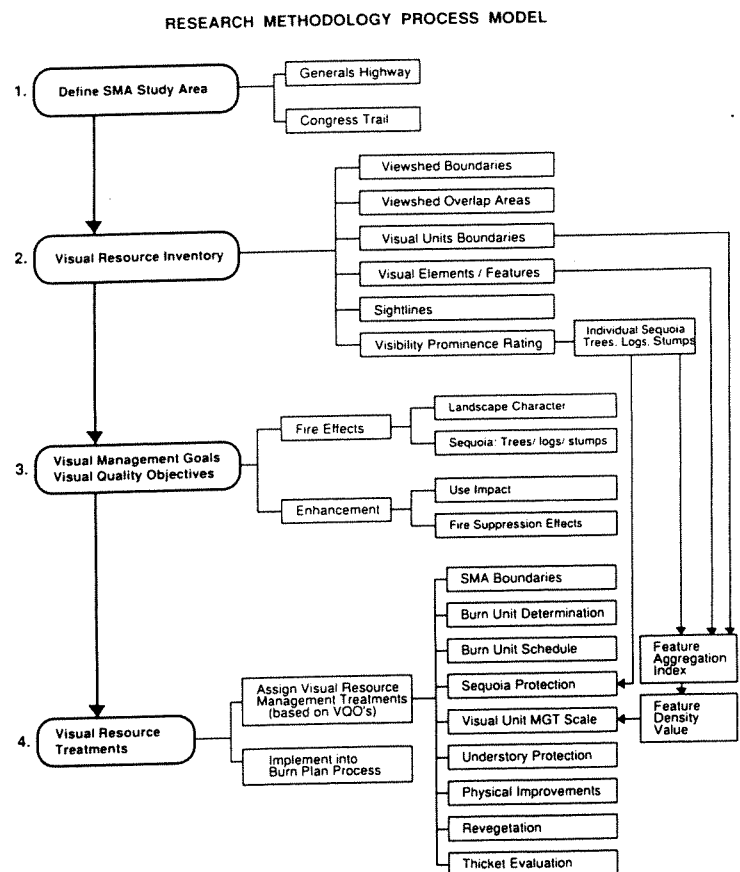 RESEARCH METHODOLOGY PROCESS MODEL
1.
Define SMA Study Area
Generals Highway
Congress Trail
2.
Visual Resource Inventory
Viewshed Boundaries
Viewshed Overlap Areas
Visual Units Boundaries
Visual Elements / Features
Sightlines
Visibility Prominence Rating
Individual Sequoia
Trees. Logs. Stumps
3.
Visual Management Goals
Visual Quality Objectives
Fire Effects
Landscape Character
Sequoia: Trees/ logs/ stumps
Enhancement
Use Impact
Fire Suppression Effects
4.
Visual Resource
Treatments
Assign Visual Resource
Management Treatments
(based on VQO's)
Implement into
Burn Plan Process
SMA Boundaries
Burn Unit Determination
Burn Unit Schedule
Sequoia Protection
Visual Unit MGT Scale
Understory Protection
Physical Improvements
Revegetation
Thicket Evaluation
Feature
Aggregation
Index
Feature
Density
Value